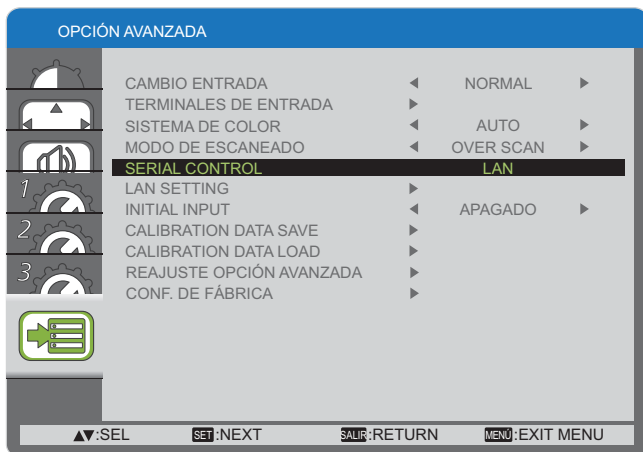 OPCIÓN AVANZADA
CAMBIO ENTRADA ◀ NORMAL ▶
TERMINALES DE ENTRADA ▶
SISTEMA DE COLOR ◀ AUTO ▶
MODO DE ESCANEADO ◀ OVER SCAN ▶
SERIAL CONTROL LAN
LAN SETTING ▶
INITIAL INPUT ◀ APAGADO ▶
CALIBRATION DATA SAVE ▶
CALIBRATION DATA LOAD ▶
REAJUSTE OPCIÓN AVANZADA ▶
CONF. DE FÁBRICA ▶
1
2
3
▲▼:SEL SET:NEXT SALIR:RETURN MENÚ:EXIT MENU